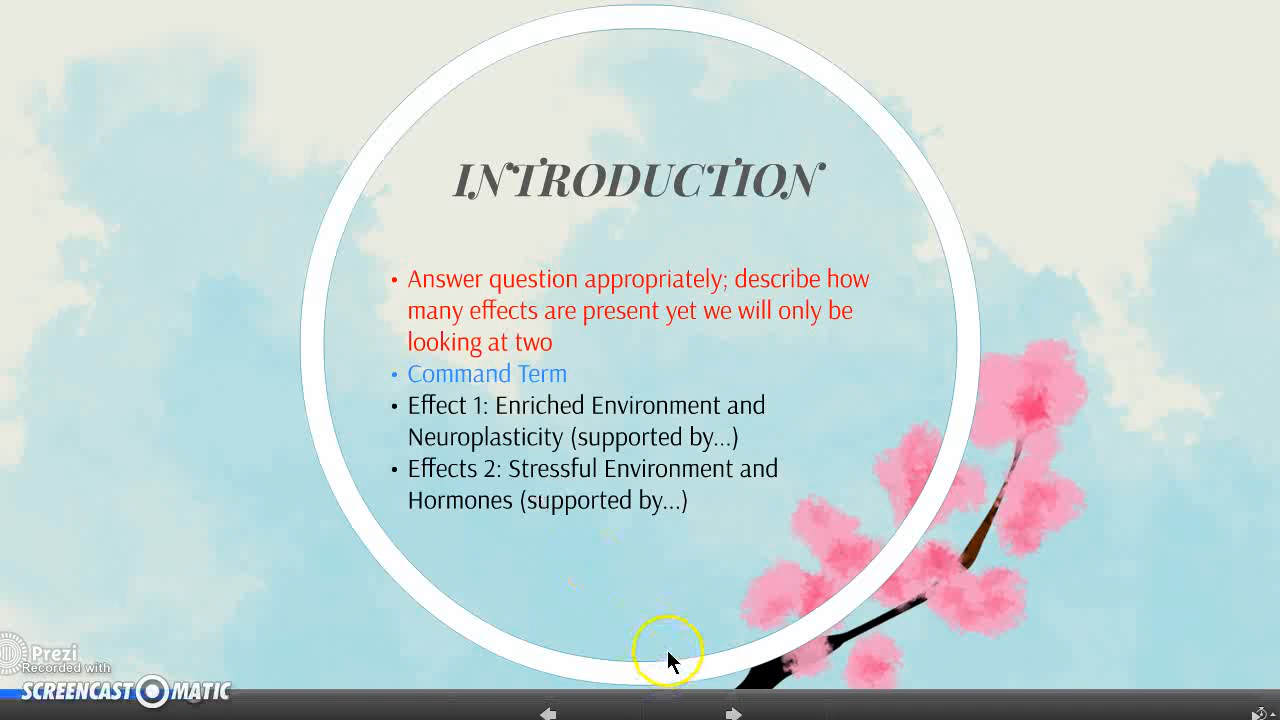 INTRODUCTION
• Answer question appropriately; describe how
many effects are present yet we will only be
looking at two
• Command Term
• Effect 1: Enriched Environment and
Neuroplasticity (supported by...)
• Effects 2: Stressful Environment and
Hormones (supported by...)
Prezi
Recorded with
SCREENCAST MATIC